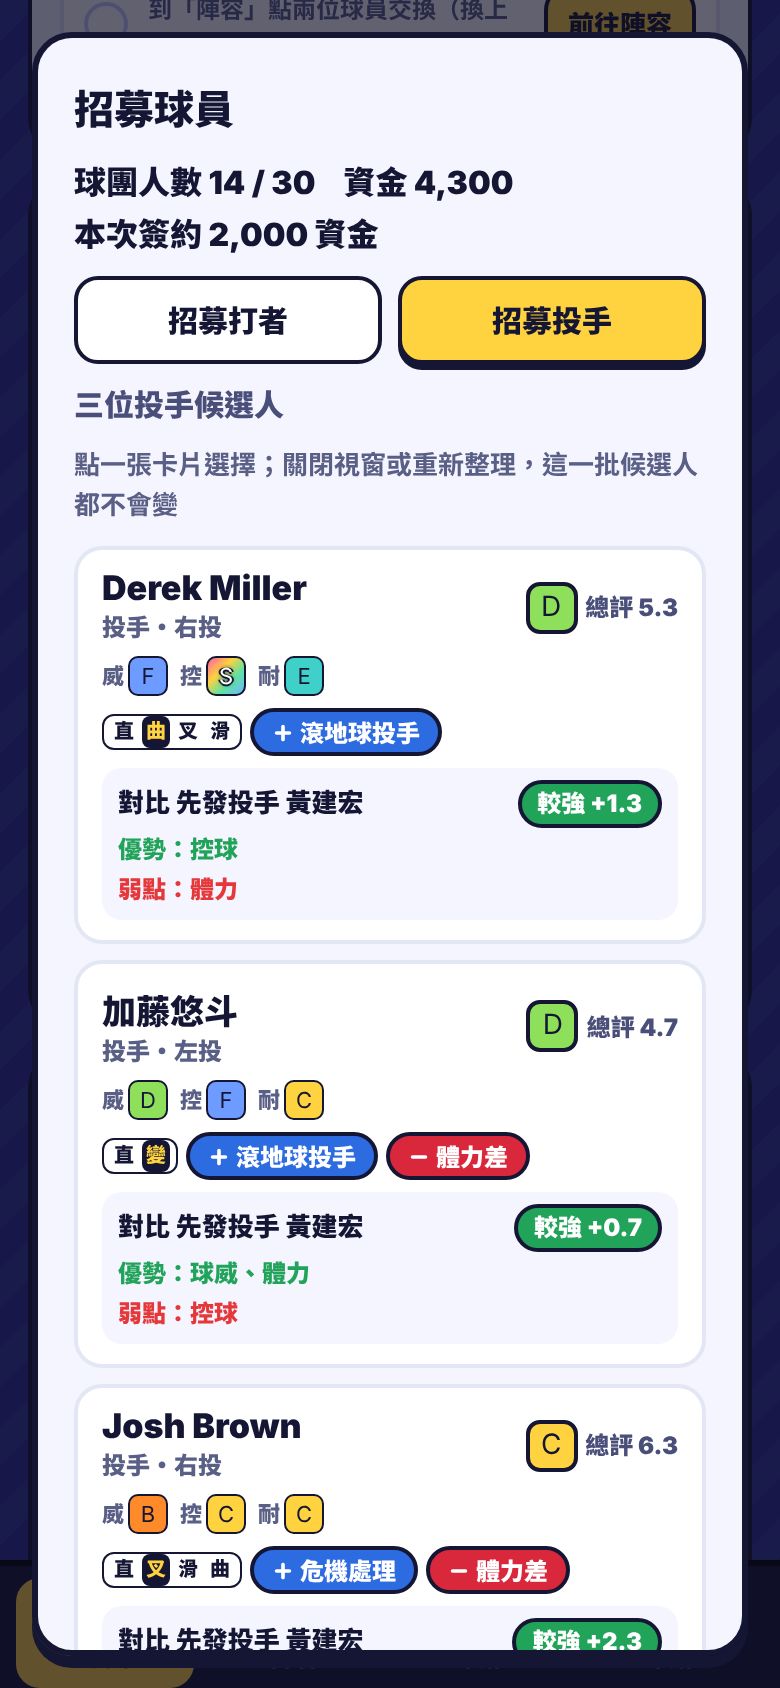 到「陣容」點兩位球員交換（換上
前往陣容
招募球員
球團人數 14 / 30 資金 4,300
本次簽約 2,000 資金
招募打者
招募投手
三位投手候選人
點一張卡片選擇；關閉視窗或重新整理，這一批候選人
都不會變
Derek Miller
D 總評 5.3
投手・右投
威 F 控 S 耐 E
直 曲 叉 滑 + 滾地球投手
對比 先發投手 黃建宏
較強 +1.3
優勢：控球
弱點：體力
加藤悠斗
D 總評 4.7
投手・左投
威 D 控 F 耐 C
直 變 + 滾地球投手 − 體力差
對比 先發投手 黃建宏
較強 +0.7
優勢：球威、體力
弱點：控球
Josh Brown
C 總評 6.3
投手・右投
威 B 控 C 耐 C
直 叉 滑 曲 + 危機處理 − 體力差
對比 先發投手 黃建宏
較強 +2.3